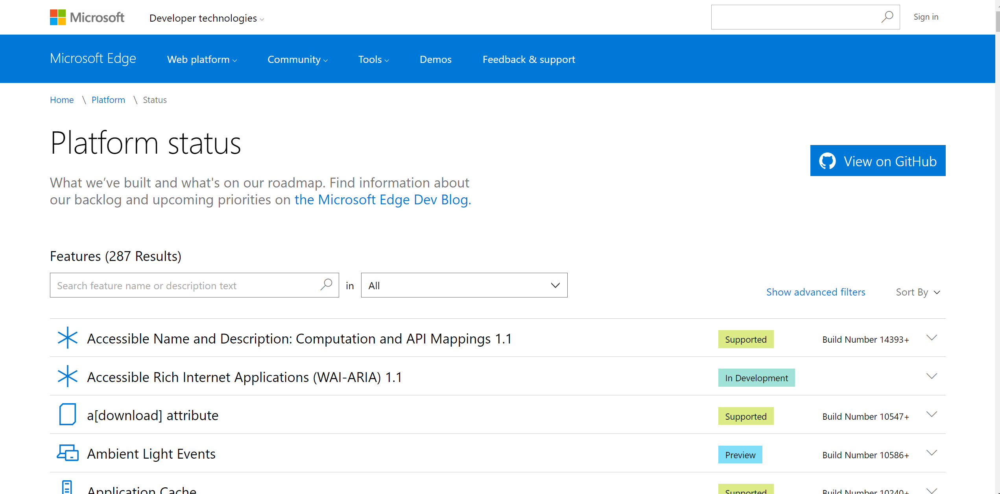 Microsoft Developer technologies Sign in
Microsoft Edge Web platform Community Tools Demos Feedback & support
Home \ Platform \ Status
Platform status
View on GitHub
What we’ve built and what's on our roadmap. Find information about
our backlog and upcoming priorities on the Microsoft Edge Dev Blog.
Features (287 Results)
Search feature name or description text in All
Show advanced filters Sort By
Accessible Name and Description: Computation and API Mappings 1.1 Supported Build Number 14393+
Accessible Rich Internet Applications (WAI-ARIA) 1.1 In Development
a[download] attribute Supported Build Number 10547+
Ambient Light Events Preview Build Number 10586+
Application Cache Supported Build Number 10240+